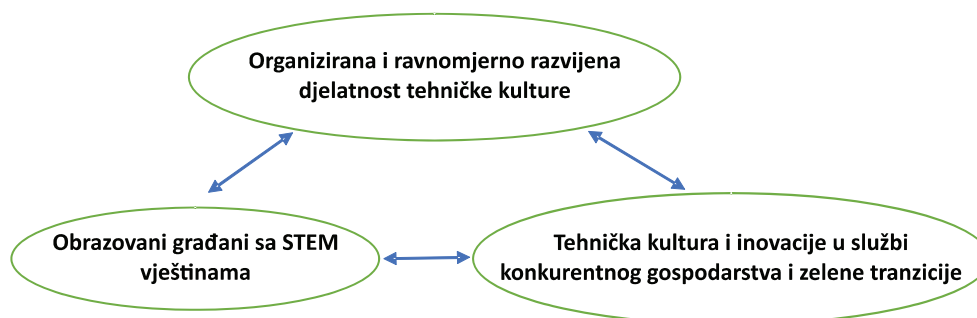 Organizirana i ravnomjerno razvijena
djelatnost tehničke kulture
Obrazovani građani sa STEM
vještinama
Tehnička kultura i inovacije u službi
konkurentnog gospodarstva i zelene tranzicije